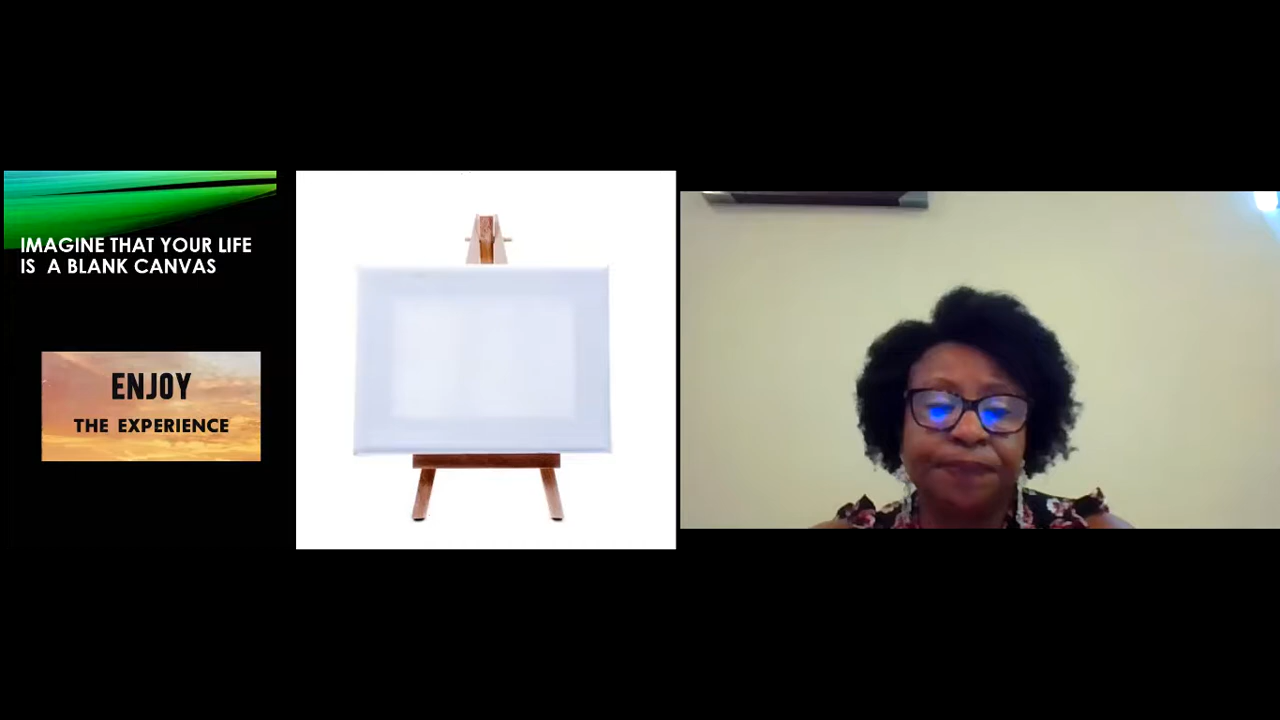 IMAGINE THAT YOUR LIFE
IS A BLANK CANVAS
ENJOY
THE EXPERIENCE